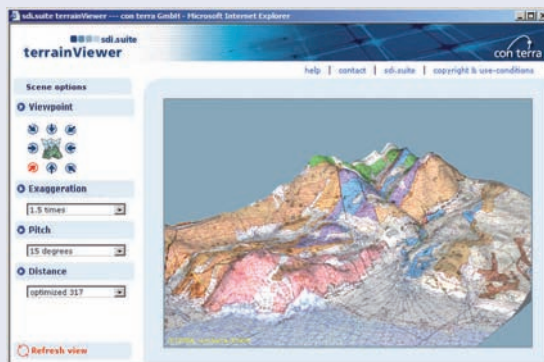 sdi.suite terrainViewer --- con terra GmbH - Microsoft Internet Explorer
sdi.suite
terrainViewer
con terra
help | contact | sdi.suite | copyright & use-conditions
Scene options
Viewpoint
Exaggeration
1.5 times
Pitch
15 degrees
Distance
optimized 317
Refresh view